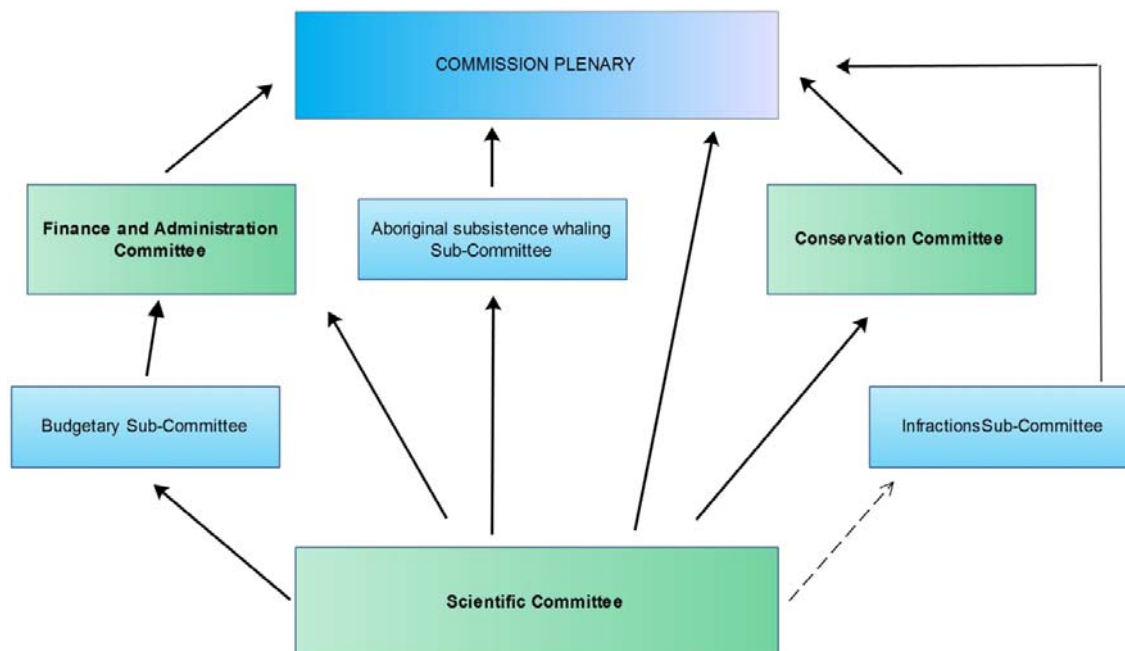 COMMISSION PLENARY
Finance and Administration
Committee
Aboriginal subsistence whaling
Sub-Committee
Conservation Committee
Budgetary Sub-Committee
InfractionsSub-Committee
Scientific Committee